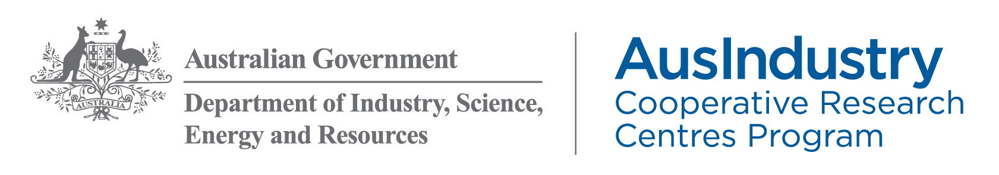 AUSTRALIA
Australian Government
Department of Industry, Science,
Energy and Resources
AusIndustry
Cooperative Research
Centres Program